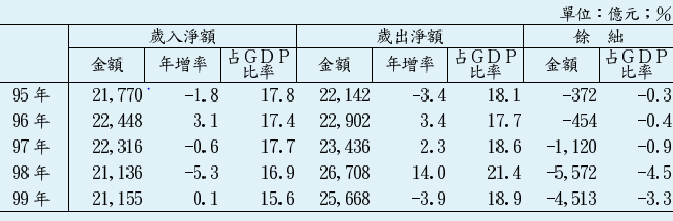 單位：億元；％
歲入淨額 歲出淨額 餘 絀
金額 年增率 占ＧＤＰ比率 金額 年增率 占ＧＤＰ比率 金額 占ＧＤＰ比率
95年 21,770 -1.8 17.8 22,142 -3.4 18.1 -372 -0.3
96年 22,448 3.1 17.4 22,902 3.4 17.7 -454 -0.4
97年 22,316 -0.6 17.7 23,436 2.3 18.6 -1,120 -0.9
98年 21,136 -5.3 16.9 26,708 14.0 21.4 -5,572 -4.5
99年 21,155 0.1 15.6 25,668 -3.9 18.9 -4,513 -3.3